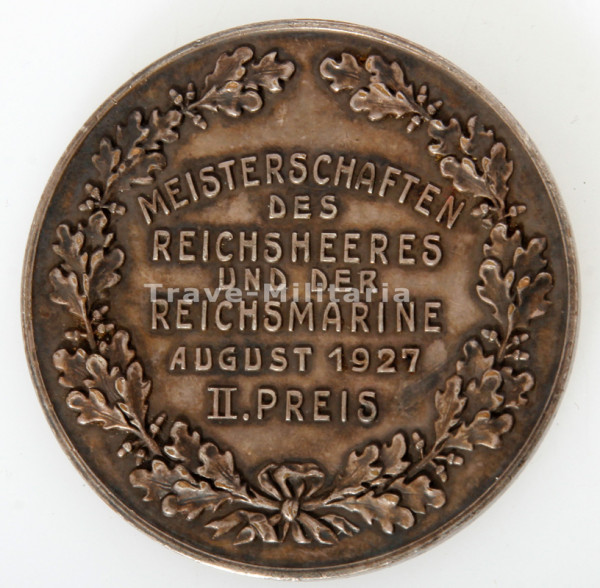 MEISTERSCHAFTEN
DES
REICHSHEERES
UND DER
Trave-Militaria
REICHSMARINE
AUGUST 1927
II. PREIS